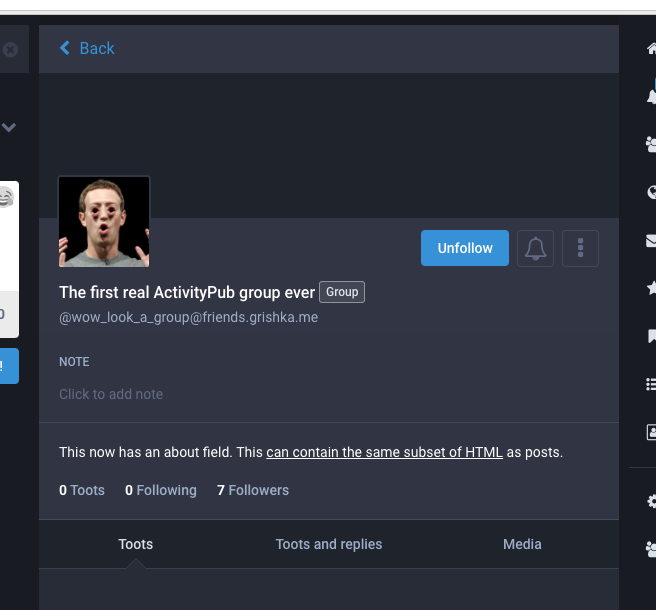 Back
Unfollow
The first real ActivityPub group ever Group
@wow_look_a_group@friends.grishka.me
NOTE
Click to add note
This now has an about field. This can contain the same subset of HTML as posts.
0 Toots 0 Following 7 Followers
Toots Toots and replies Media